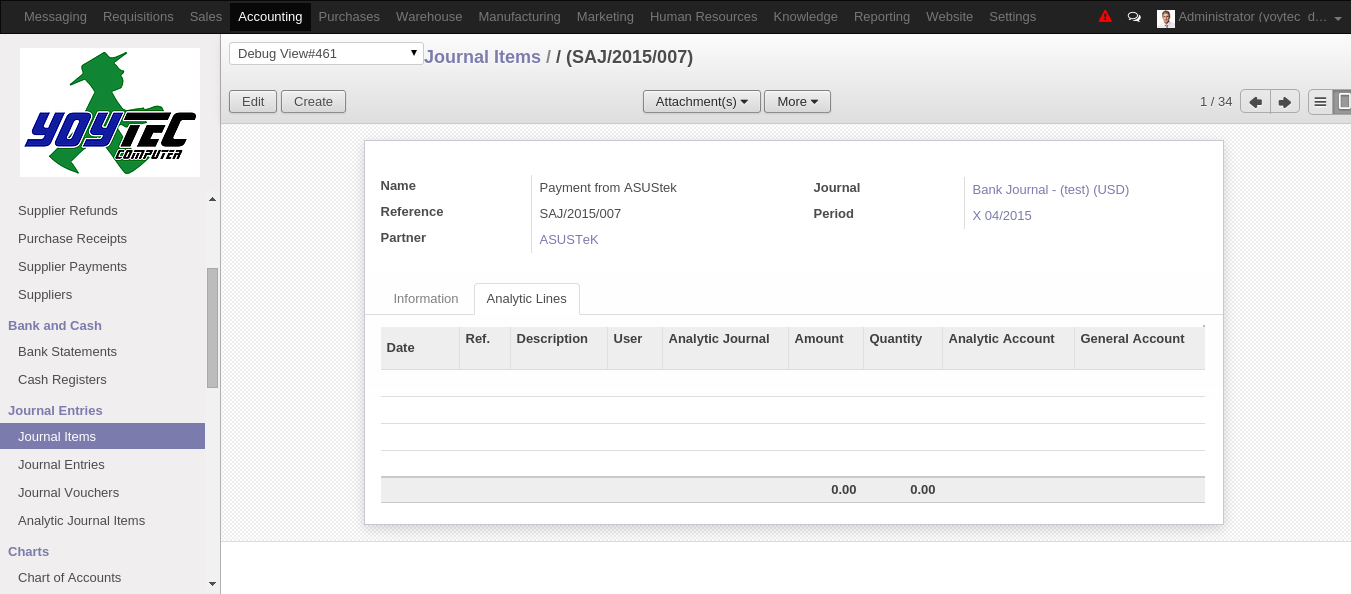 Messaging Requisitions Sales Accounting Purchases Warehouse Manufacturing Marketing Human Resources Knowledge Reporting Website Settings Administrator (yoytec_d...
Debug View#461 Journal Items / / (SAJ/2015/007)
Edit Create Attachment(s) More 1 / 34
YOYTEC
COMPUTER
Supplier Refunds
Purchase Receipts
Supplier Payments
Suppliers
Bank and Cash
Bank Statements
Cash Registers
Journal Entries
Journal Items
Journal Entries
Journal Vouchers
Analytic Journal Items
Charts
Chart of Accounts
Name Payment from ASUStek Journal Bank Journal - (test) (USD)
Reference SAJ/2015/007 Period X 04/2015
Partner ASUSTeK
Information Analytic Lines
Date Ref. Description User Analytic Journal Amount Quantity Analytic Account General Account
0.00 0.00